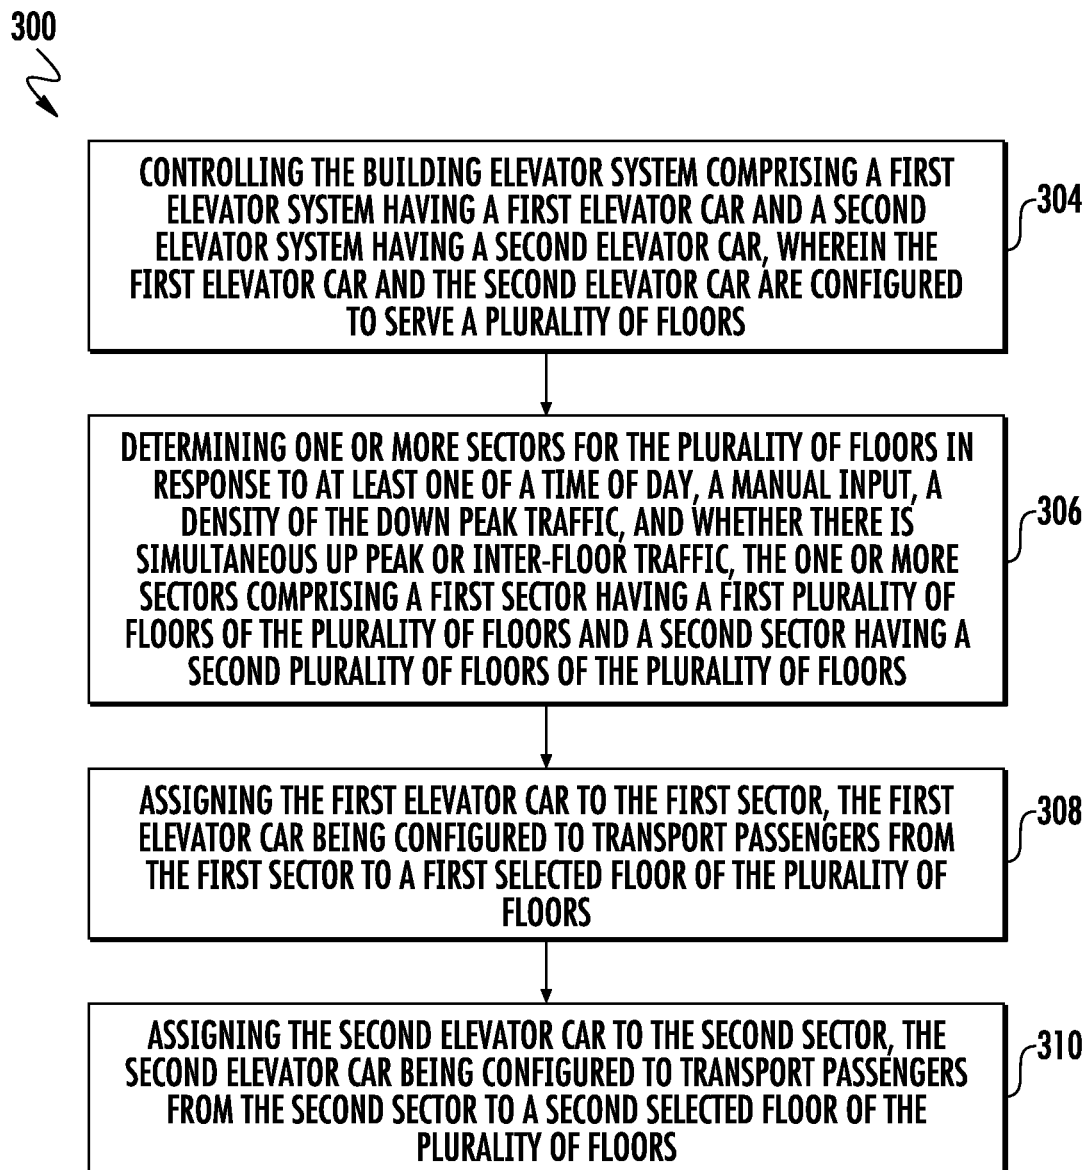 300
CONTROLLING THE BUILDING ELEVATOR SYSTEM COMPRISING A FIRST
ELEVATOR SYSTEM HAVING A FIRST ELEVATOR CAR AND A SECOND
ELEVATOR SYSTEM HAVING A SECOND ELEVATOR CAR, WHEREIN THE
FIRST ELEVATOR CAR AND THE SECOND ELEVATOR CAR ARE CONFIGURED
TO SERVE A PLURALITY OF FLOORS
304
DETERMINING ONE OR MORE SECTORS FOR THE PLURALITY OF FLOORS IN
RESPONSE TO AT LEAST ONE OF A TIME OF DAY, A MANUAL INPUT, A
DENSITY OF THE DOWN PEAK TRAFFIC, AND WHETHER THERE IS
SIMULTANEOUS UP PEAK OR INTER-FLOOR TRAFFIC, THE ONE OR MORE
SECTORS COMPRISING A FIRST SECTOR HAVING A FIRST PLURALITY OF
FLOORS OF THE PLURALITY OF FLOORS AND A SECOND SECTOR HAVING A
SECOND PLURALITY OF FLOORS OF THE PLURALITY OF FLOORS
306
ASSIGNING THE FIRST ELEVATOR CAR TO THE FIRST SECTOR, THE FIRST
ELEVATOR CAR BEING CONFIGURED TO TRANSPORT PASSENGERS FROM
THE FIRST SECTOR TO A FIRST SELECTED FLOOR OF THE PLURALITY OF
FLOORS
308
ASSIGNING THE SECOND ELEVATOR CAR TO THE SECOND SECTOR, THE
SECOND ELEVATOR CAR BEING CONFIGURED TO TRANSPORT PASSENGERS
FROM THE SECOND SECTOR TO A SECOND SELECTED FLOOR OF THE
PLURALITY OF FLOORS
310